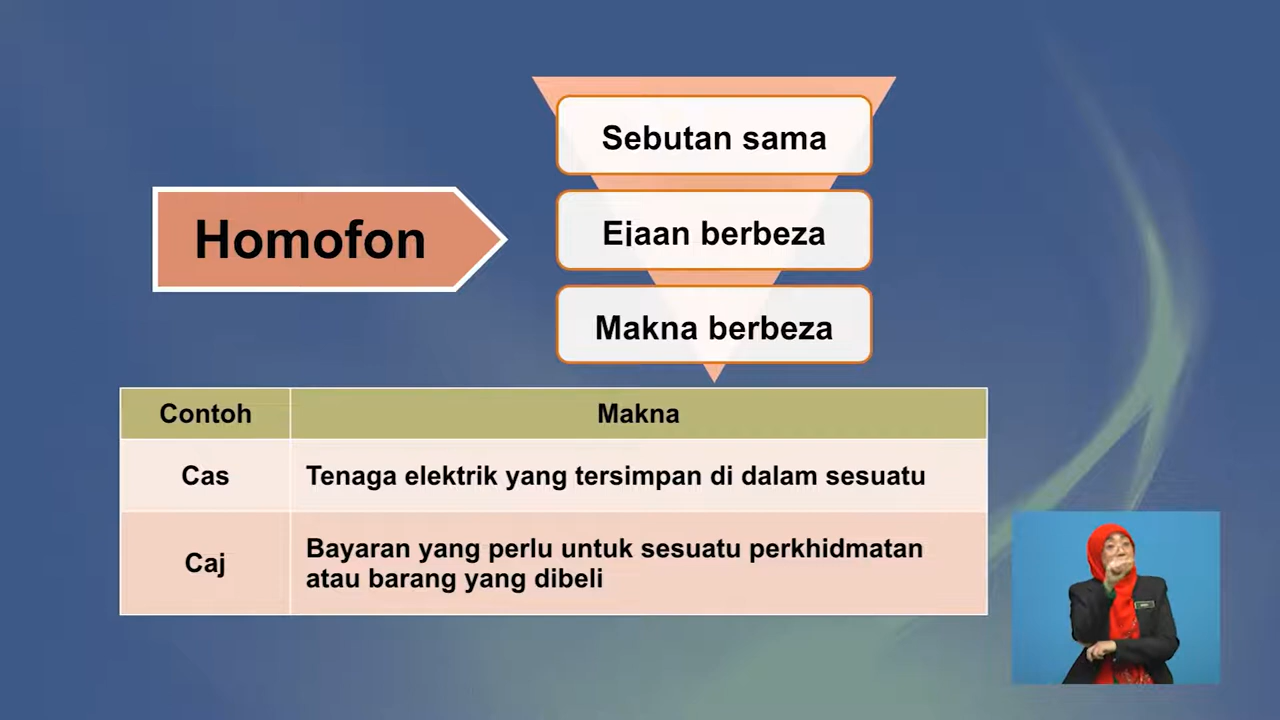 Homofon
Sebutan sama
Ejaan berbeza
Makna berbeza
Contoh Makna
Cas Tenaga elektrik yang tersimpan di dalam sesuatu
Caj Bayaran yang perlu untuk sesuatu perkhidmatan
atau barang yang dibeli